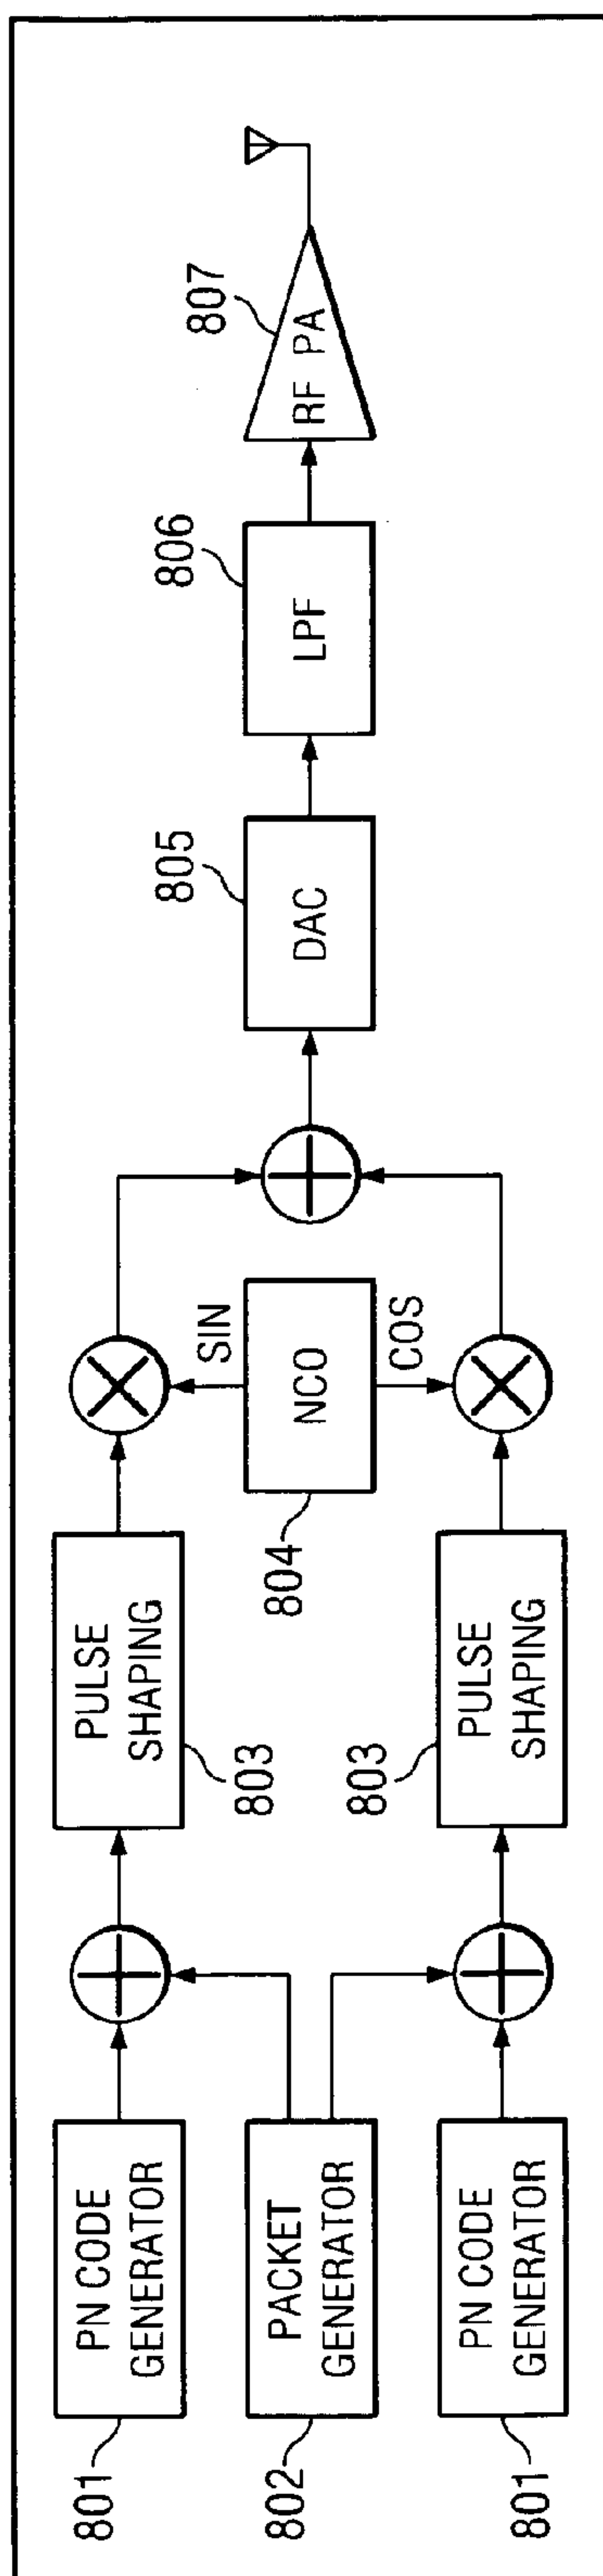 801
PN CODE
GENERATOR
802
PACKET
GENERATOR
801
PN CODE
GENERATOR
803
PULSE
SHAPING
803
PULSE
SHAPING
804
NCO
SIN
COS
805
DAC
806
LPF
807
RF PA